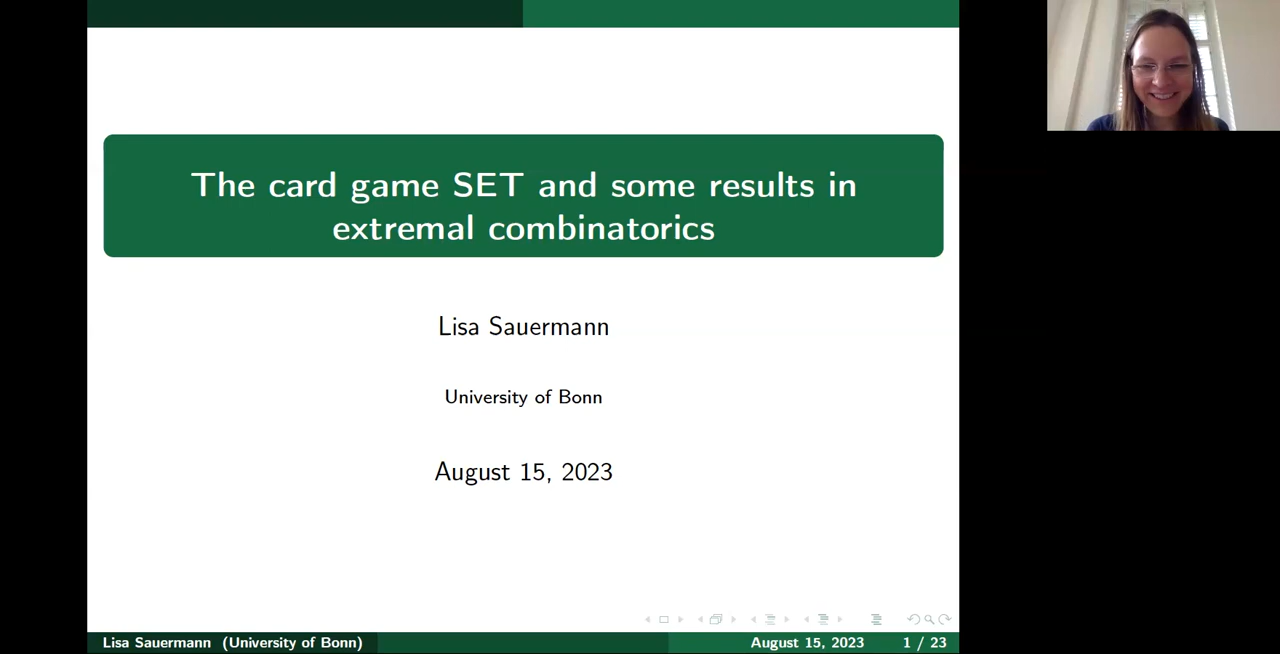 The card game SET and some results in
extremal combinatorics
Lisa Sauermann
University of Bonn
August 15, 2023
Lisa Sauermann (University of Bonn)
August 15, 2023
1 / 23